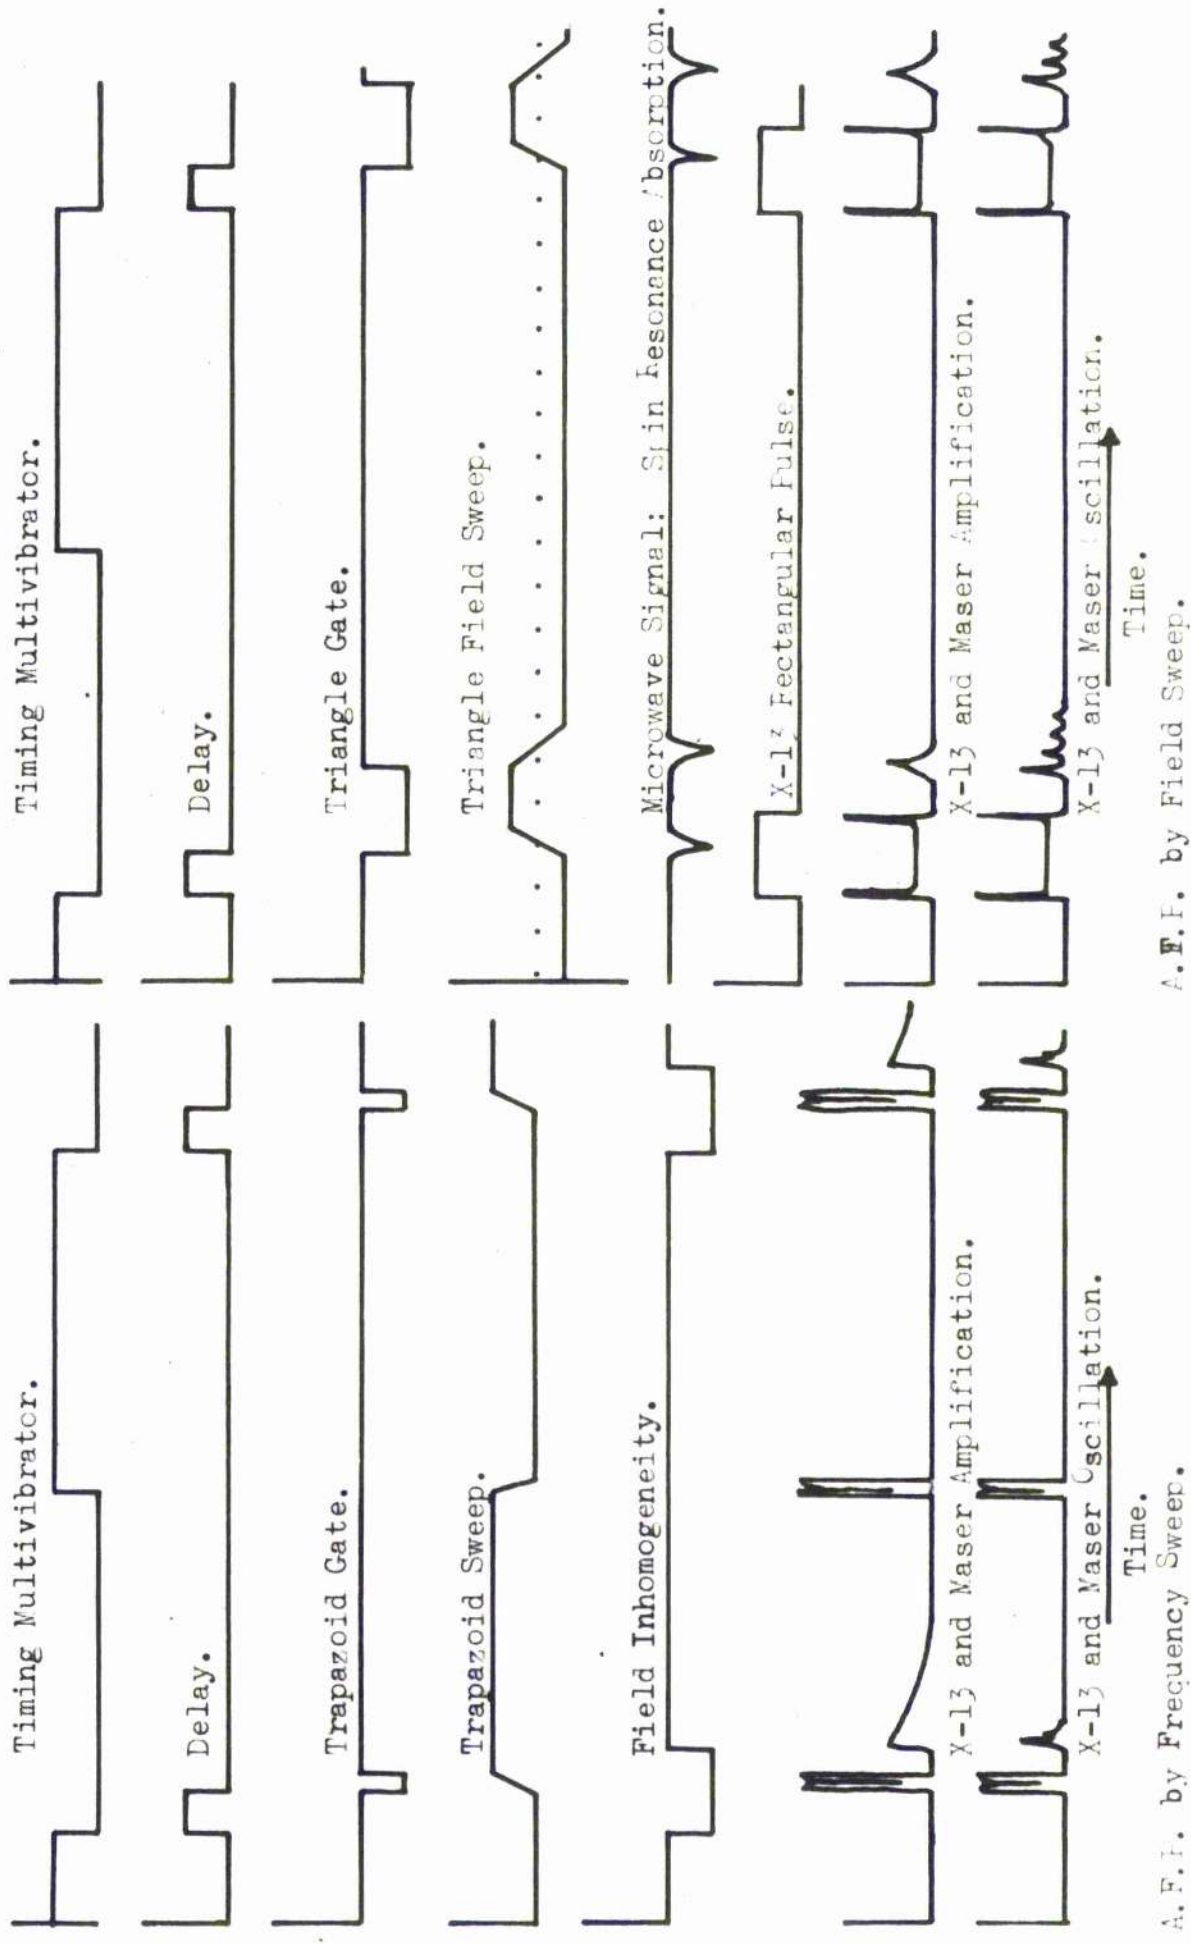 Timing Multivibrator.
Delay.
Trapazoid Gate.
Trapazoid Sweep.
Field Inhomogeneity.
X-13 and Maser Amplification.
X-13 and Maser Oscillation.
Time.
A.F.P. by Frequency Sweep.
Timing Multivibrator.
Delay.
Triangle Gate.
Triangle Field Sweep.
Microwave Signal: Spin Resonance Absorption.
X-13 Rectangular Pulse.
X-13 and Maser Amplification.
X-13 and Maser Oscillation.
Time.
A.F.P. by Field Sweep.